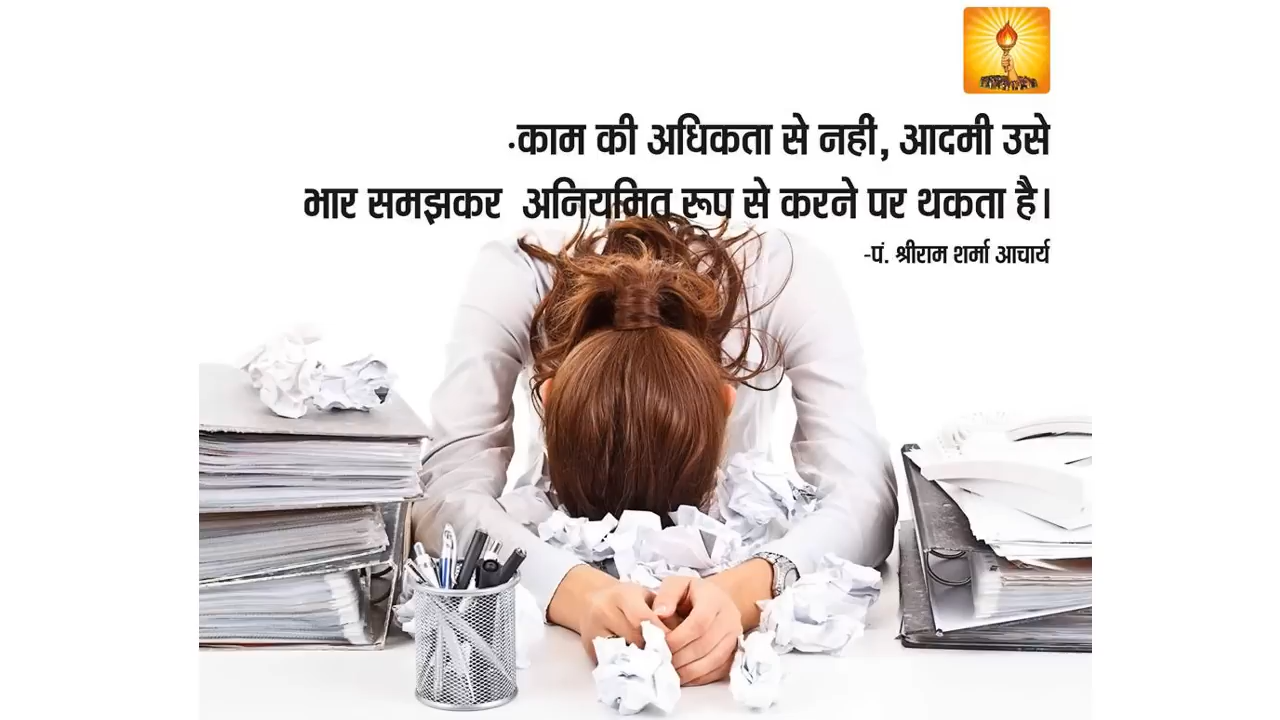 .काम की अधिकता से नहीं, आदमी उसे
भार समझकर अनियमित रूप से करने पर थकता है।
-पं. श्रीराम शर्मा आचार्य